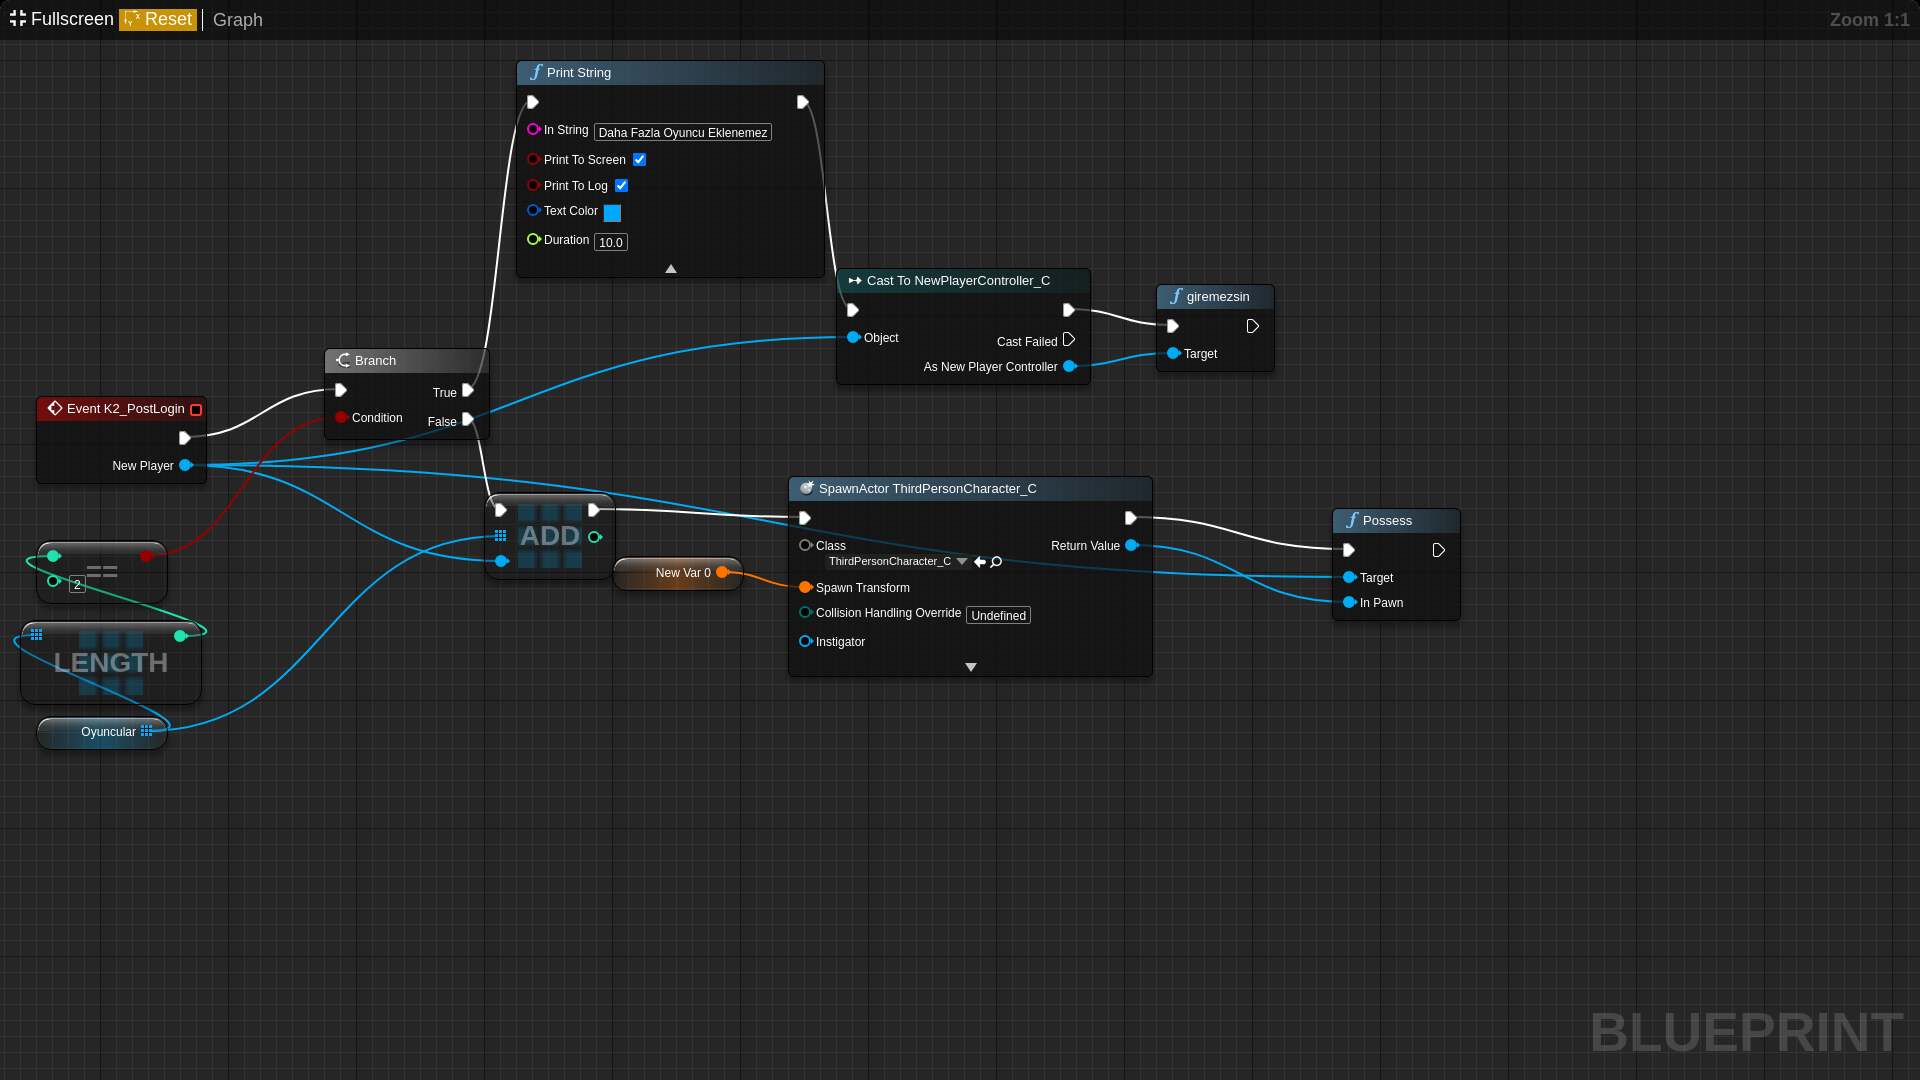 Fullscreen Reset Graph
Zoom 1:1
Print String
In String Daha Fazla Oyuncu Eklenemez
Print To Screen
Print To Log
Text Color
Duration 10.0
Cast To NewPlayerController_C
Object
Cast Failed
As New Player Controller
giremezsin
Target
Branch
True
Condition
False
Event K2_PostLogin
New Player
ADD
SpawnActor ThirdPersonCharacter_C
Class
ThirdPersonCharacter_C
Return Value
Spawn Transform
Collision Handling Override Undefined
Instigator
New Var 0
Possess
Target
In Pawn
==
2
LENGTH
Oyuncular
BLUEPRINT